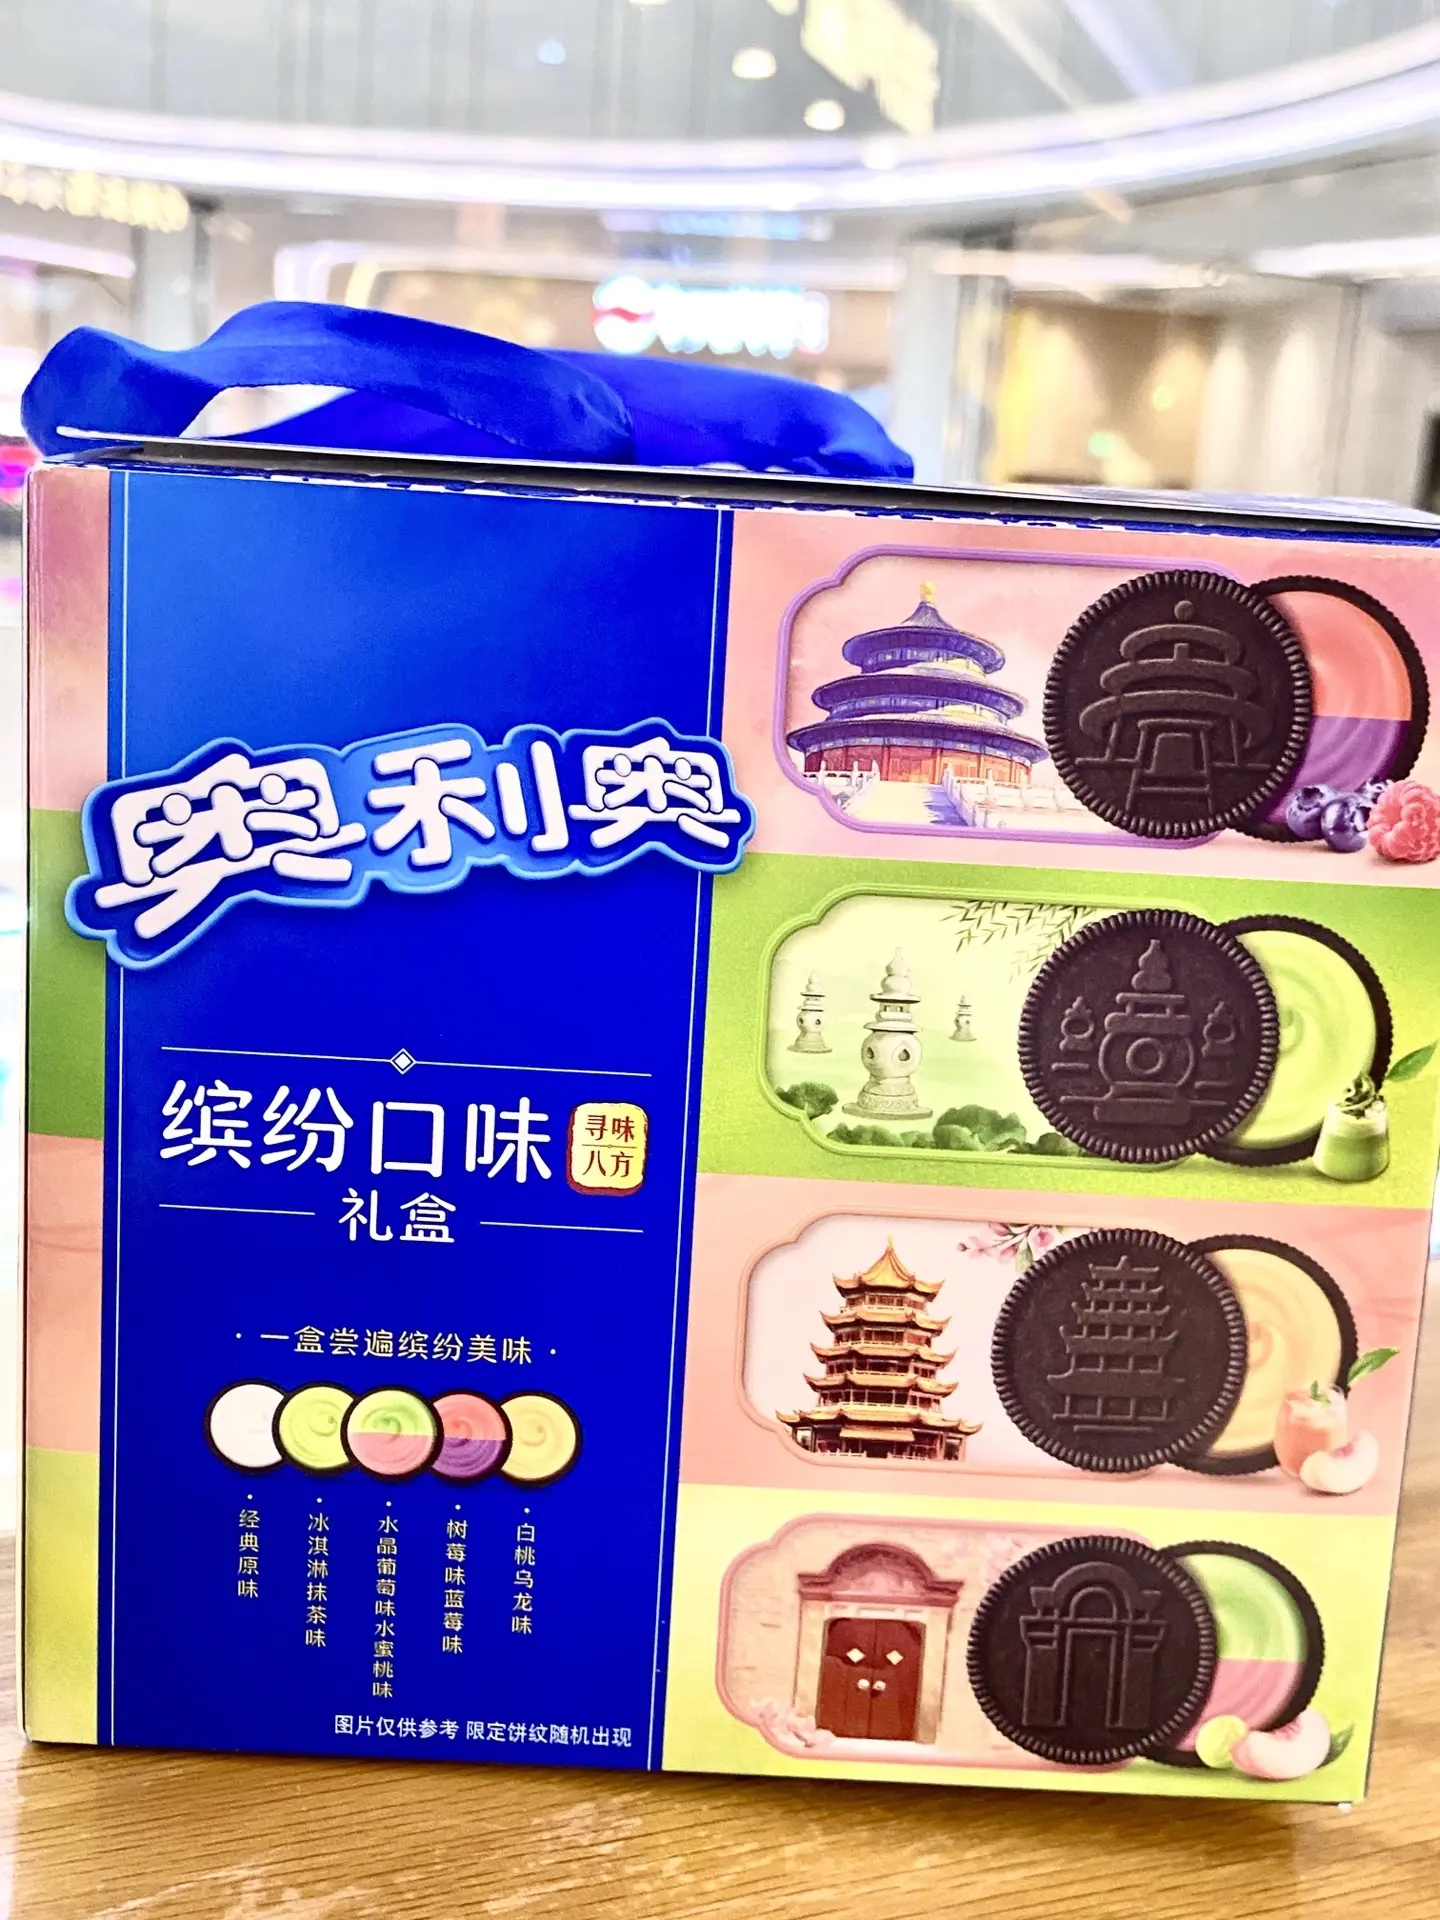 奥利奥
缤纷口味
寻味
八方
礼盒
·一盒尝遍缤纷美味·
·经典原味
·冰淇淋抹茶味
·水晶葡萄味水蜜桃味
·树莓味蓝莓味
·白桃乌龙味
图片仅供参考 限定饼纹随机出现